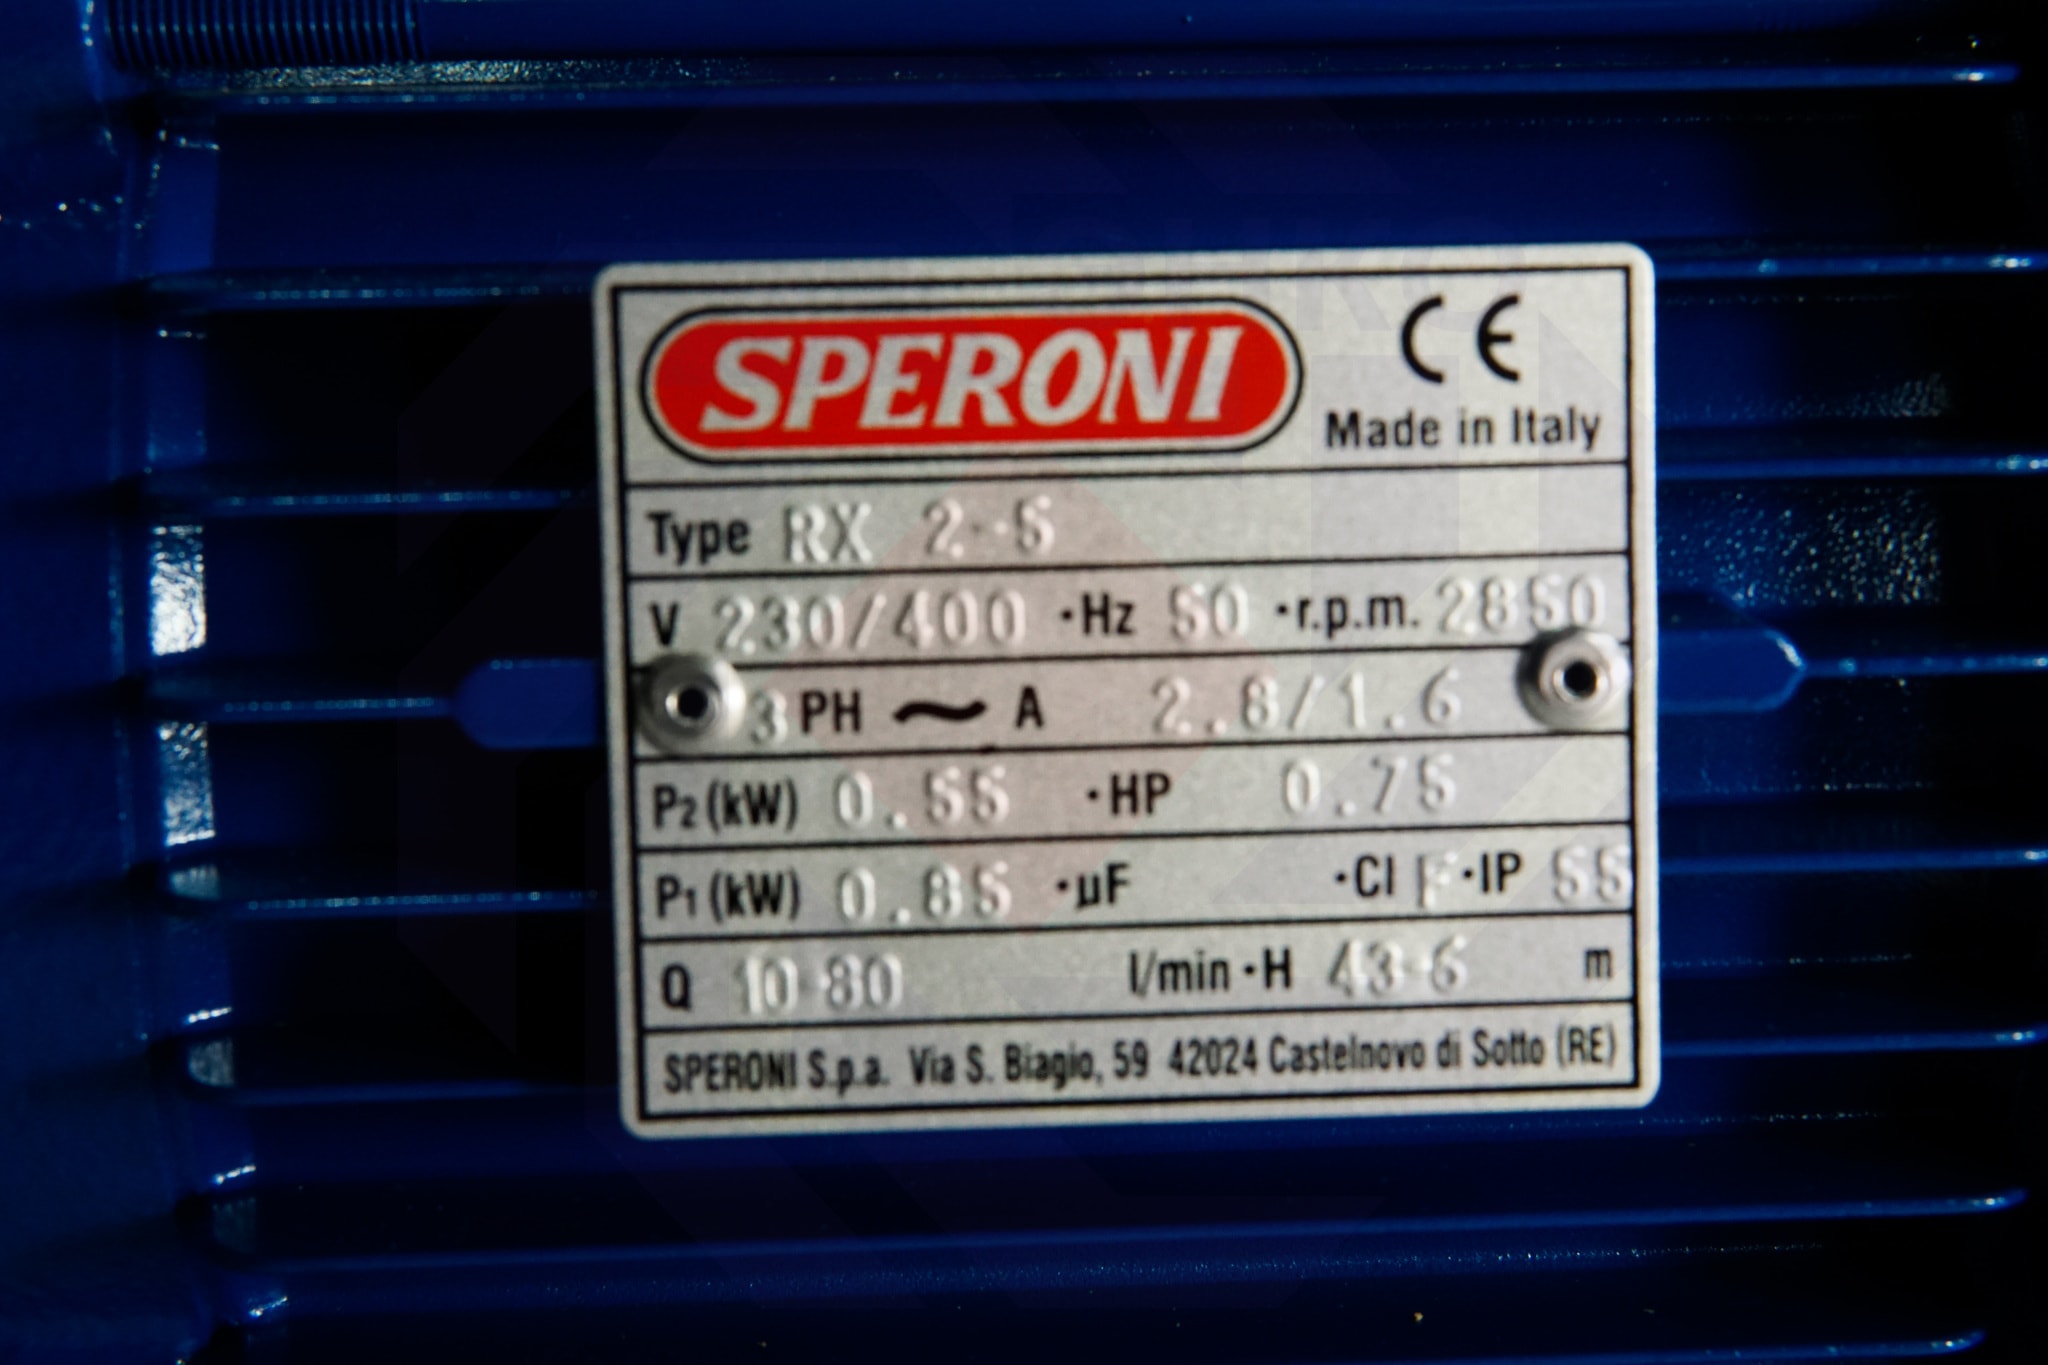 SPERONI
CE
Made in Italy
Type RX 2-5
V 230/400 ·Hz 50 ·r.p.m. 2850
3 PH ~ A 2.8/1.6
P2 (kW) 0.55 ·HP 0.75
P1 (kW) 0.85 ·µF ·Cl F ·IP 55
Q 10-80 l/min ·H 43-6 m
SPERONI S.p.a. Via S. Biagio, 59 42024 Castelnovo di Sotto (RE)